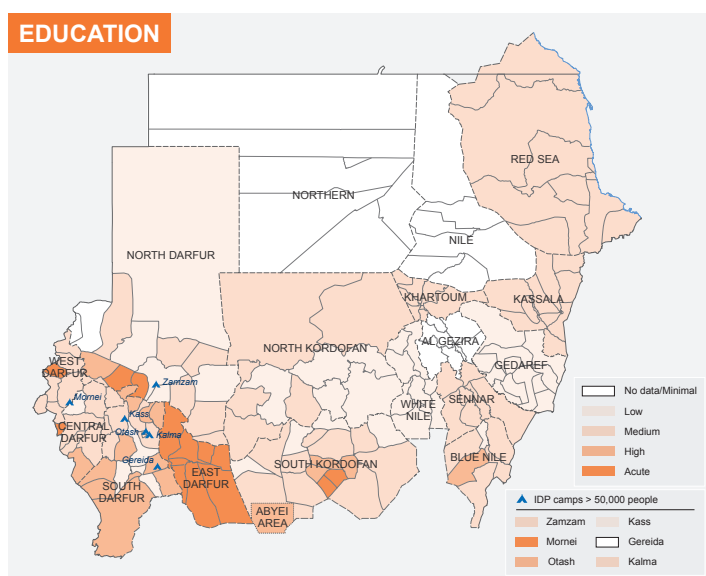 EDUCATION
RED SEA
NORTHERN
NILE
NORTH DARFUR
KHARTOUM
KASSALA
AL GEZIRA
NORTH KORDOFAN
GEDAREF
WEST
DARFUR
Zamzam
Mornei
WHITE
NILE
SENNAR
Kass
CENTRAL
DARFUR
Otash
Kalma
Gereida
SOUTH KORDOFAN
BLUE NILE
EAST
DARFUR
SOUTH
DARFUR
ABYEI
AREA
No data/Minimal
Low
Medium
High
Acute
IDP camps > 50,000 people
Zamzam
Kass
Mornei
Gereida
Otash
Kalma